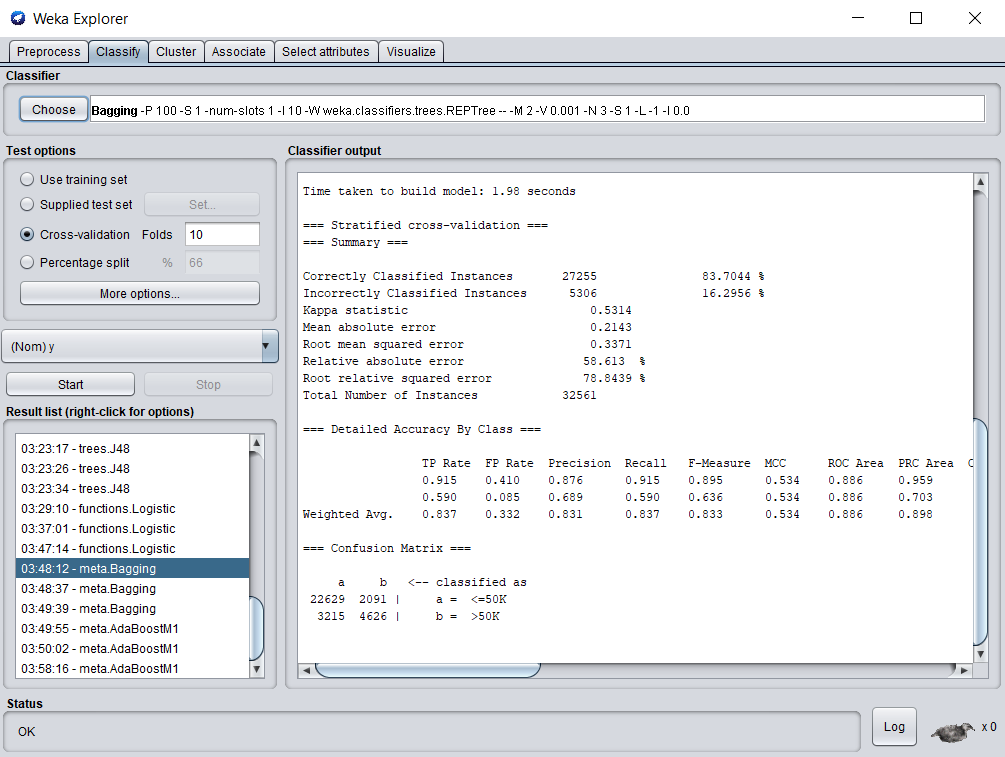 Weka Explorer
Preprocess Classify Cluster Associate Select attributes Visualize
Classifier
Choose Bagging -P 100 -S 1 -num-slots 1 -I 10 -W weka.classifiers.trees.REPTree -- -M 2 -V 0.001 -N 3 -S 1 -L -1 -I 0.0
Test options
Use training set
Supplied test set Set...
Cross-validation Folds 10
Percentage split % 66
More options...
(Nom) y
Start Stop
Result list (right-click for options)
03:23:17 - trees.J48
03:23:26 - trees.J48
03:23:34 - trees.J48
03:29:10 - functions.Logistic
03:37:01 - functions.Logistic
03:47:14 - functions.Logistic
03:48:12 - meta.Bagging
03:48:37 - meta.Bagging
03:49:39 - meta.Bagging
03:49:55 - meta.AdaBoostM1
03:50:02 - meta.AdaBoostM1
03:58:16 - meta.AdaBoostM1
Classifier output
Time taken to build model: 1.98 seconds
=== Stratified cross-validation ===
=== Summary ===
Correctly Classified Instances 27255 83.7044 %
Incorrectly Classified Instances 5306 16.2956 %
Kappa statistic 0.5314
Mean absolute error 0.2143
Root mean squared error 0.3371
Relative absolute error 58.613 %
Root relative squared error 78.8439 %
Total Number of Instances 32561
=== Detailed Accuracy By Class ===
TP Rate FP Rate Precision Recall F-Measure MCC ROC Area PRC Area
0.915 0.410 0.876 0.915 0.895 0.534 0.886 0.959
0.590 0.085 0.689 0.590 0.636 0.534 0.886 0.703
Weighted Avg. 0.837 0.332 0.831 0.837 0.833 0.534 0.886 0.898
=== Confusion Matrix ===
a b <-- classified as
22629 2091 | a = <=50K
3215 4626 | b = >50K
Status
OK
Log
x 0